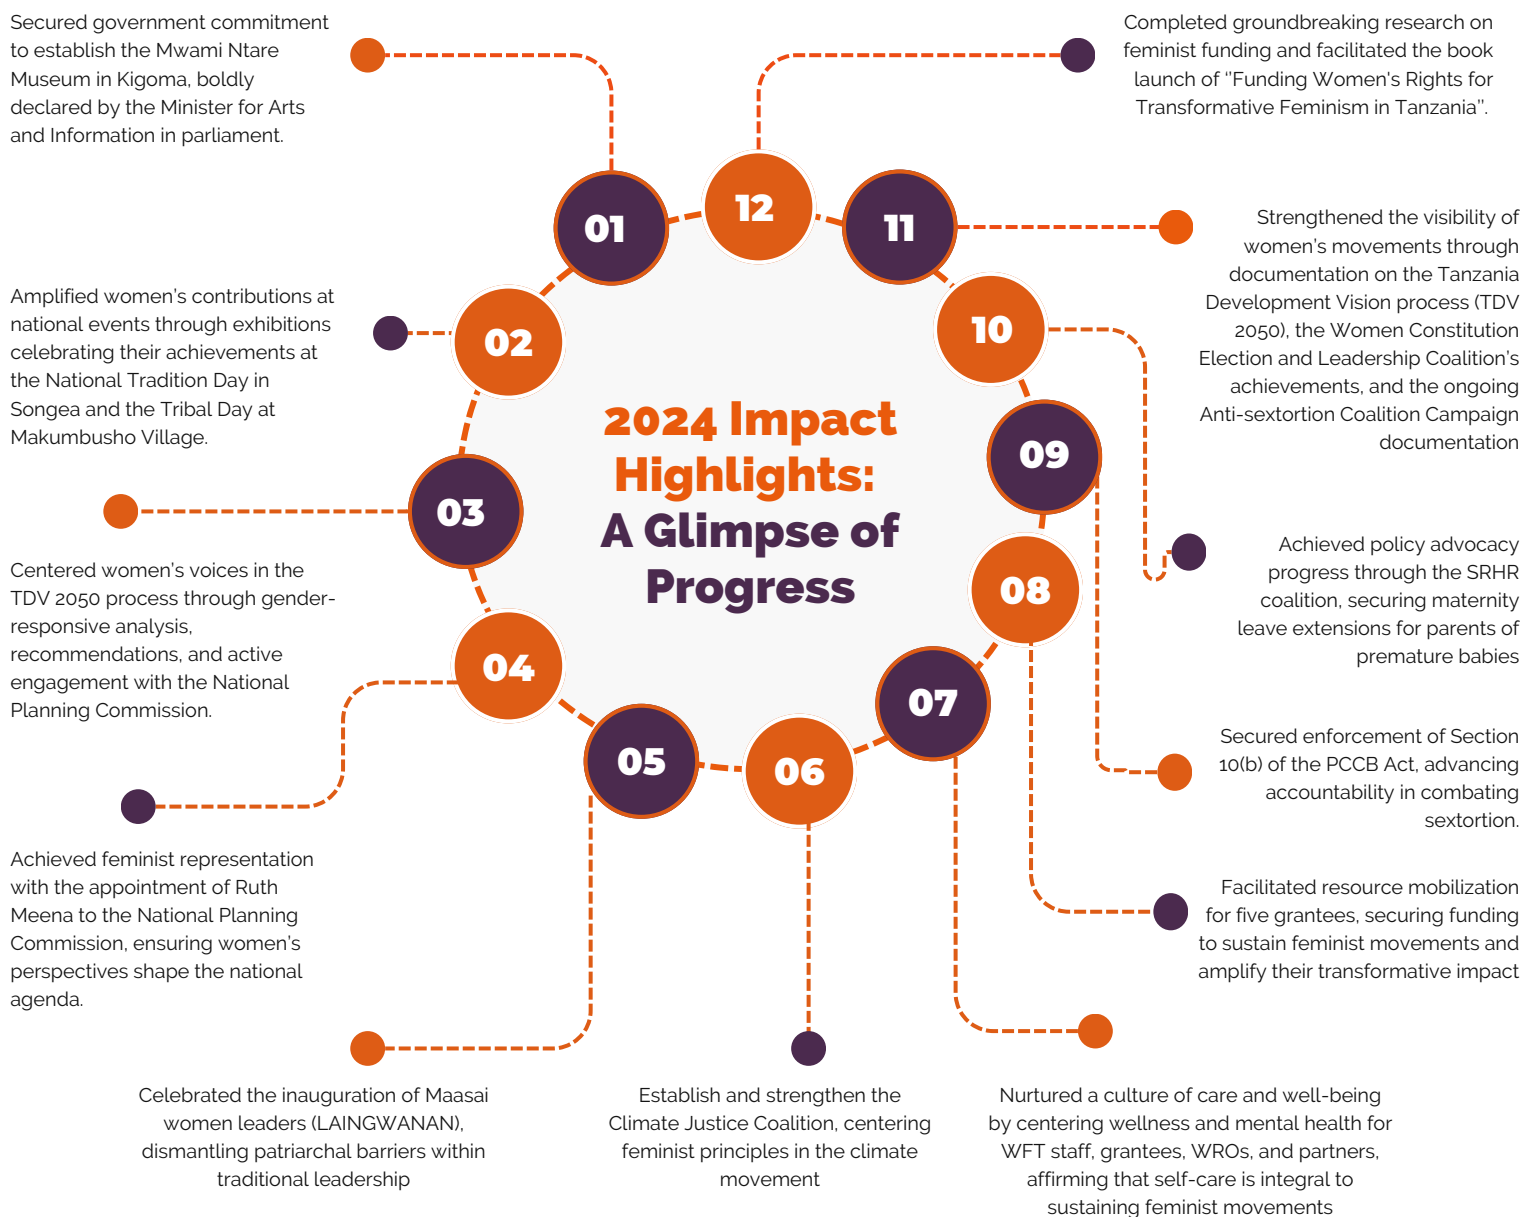 2024 Impact
Highlights:
A Glimpse of
Progress
01
Secured government commitment
to establish the Mwami Ntare
Museum in Kigoma, boldly
declared by the Minister for Arts
and Information in parliament.
02
Amplified women's contributions at
national events through exhibitions
celebrating their achievements at
the National Tradition Day in
Songea and the Tribal Day at
Makumbusho Village.
03
Centered women's voices in the
TDV 2050 process through gender-
responsive analysis,
recommendations, and active
engagement with the National
Planning Commission.
04
Achieved feminist representation
with the appointment of Ruth
Meena to the National Planning
Commission, ensuring women's
perspectives shape the national
agenda.
05
Celebrated the inauguration of Maasai
women leaders (LAINGWANAN),
dismantling patriarchal barriers within
traditional leadership
06
Establish and strengthen the
Climate Justice Coalition, centering
feminist principles in the climate
movement
07
Nurtured a culture of care and well-being
by centering wellness and mental health for
WFT staff, grantees, WROs, and partners,
affirming that self-care is integral to
sustaining feminist movements
08
Facilitated resource mobilization
for five grantees, securing funding
to sustain feminist movements and
amplify their transformative impact
09
Secured enforcement of Section
10(b) of the PCCB Act, advancing
accountability in combating
sextortion.
10
Achieved policy advocacy
progress through the SRHR
coalition, securing maternity
leave extensions for parents of
premature babies
11
Strengthened the visibility of
women's movements through
documentation on the Tanzania
Development Vision process (TDV
2050), the Women Constitution
Election and Leadership Coalition's
achievements, and the ongoing
Anti-sextortion Coalition Campaign
documentation
12
Completed groundbreaking research on
feminist funding and facilitated the book
launch of "Funding Women's Rights for
Transformative Feminism in Tanzania".